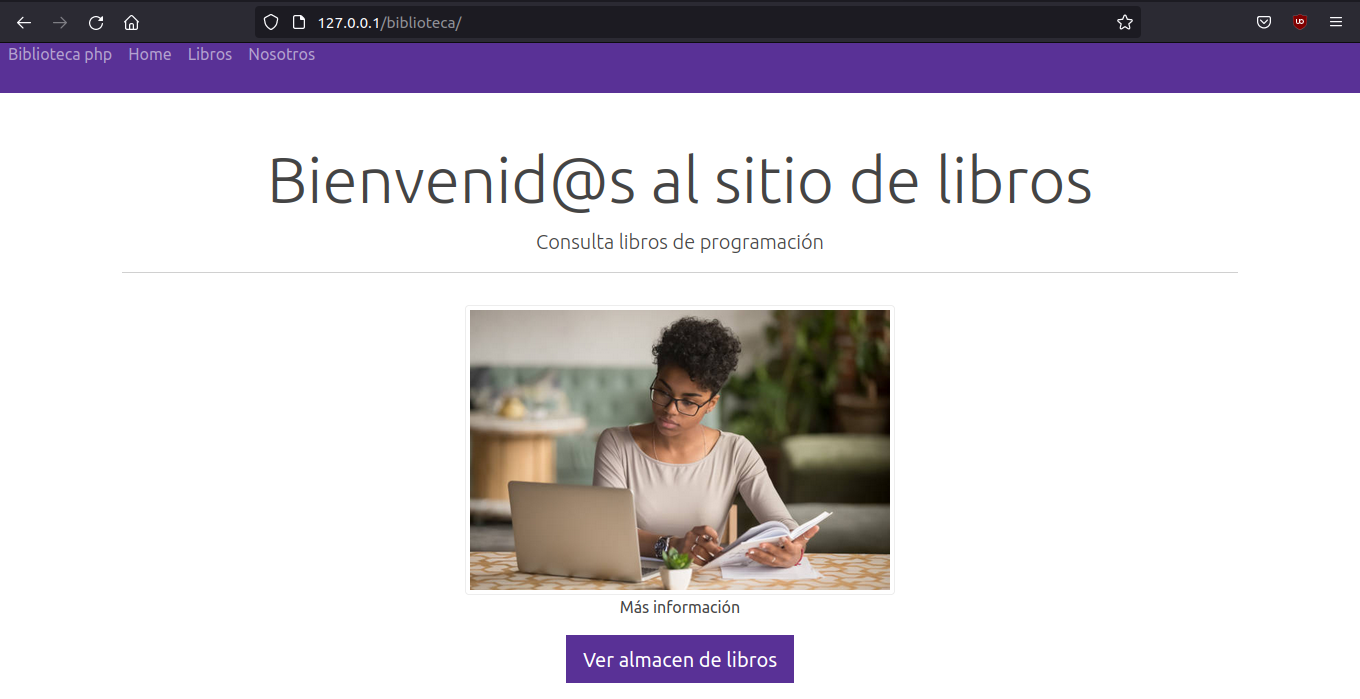 127.0.0.1/biblioteca/
Biblioteca php Home Libros Nosotros
Bienvenid@s al sitio de libros
Consulta libros de programación
Más información
Ver almacen de libros